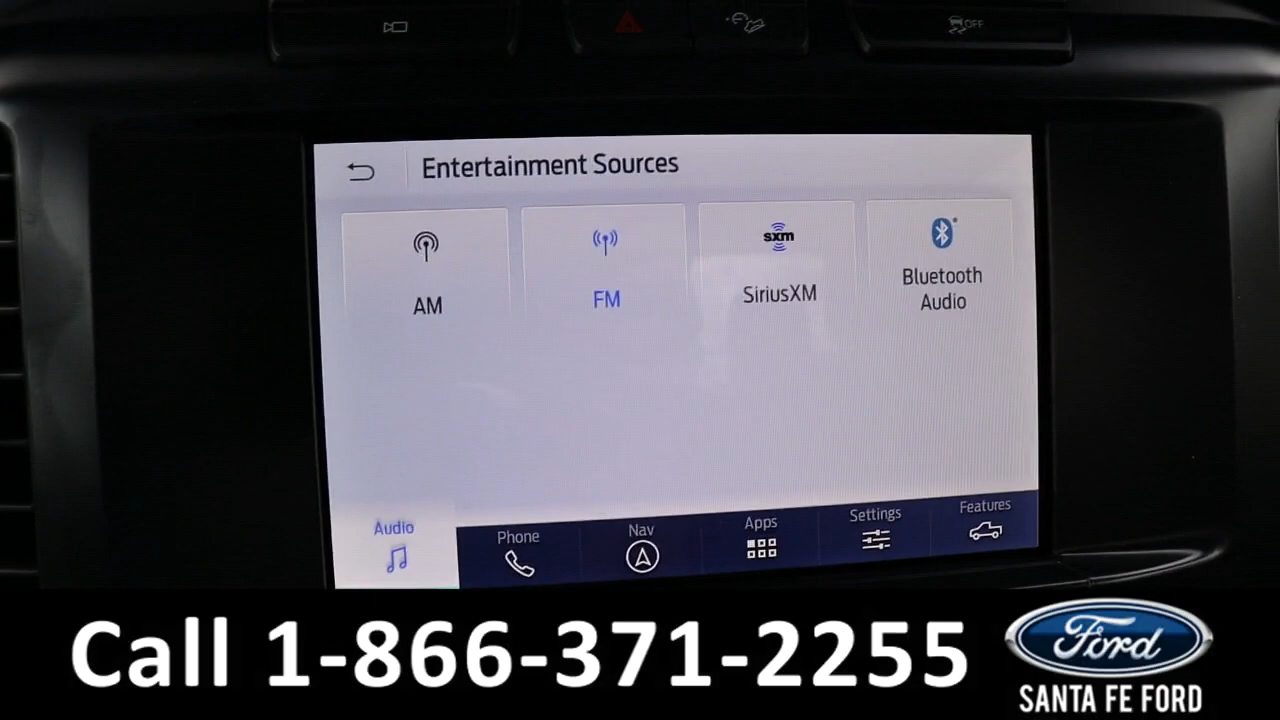 OFF
Entertainment Sources
AM
FM
sxm
SiriusXM
Bluetooth
Audio
Audio
Phone
Nav
Apps
Settings
Features
Call 1-866-371-2255
Ford
SANTA FE FORD